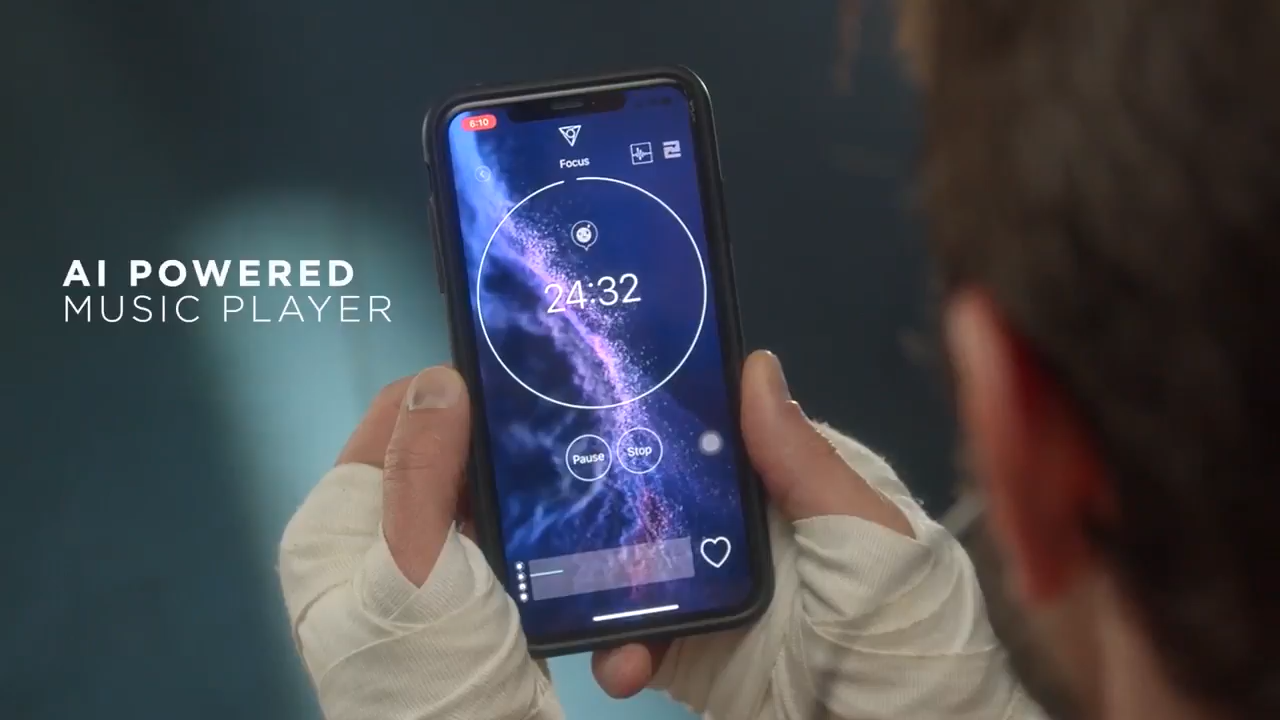 AI POWERED
MUSIC PLAYER
6:10
Focus
24:32
Pause
Stop